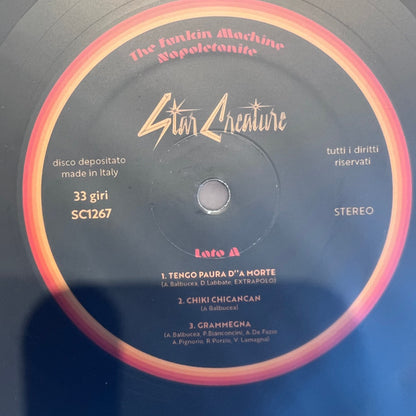 The Funkin Machine
Napoletanite
Star Creature
disco depositato
made in Italy
tutti i diritti
riservati
33 giri
SC1267
STEREO
Lato A
1. TENGO PAURA D''A MORTE
(A. Balbucea, D. Labbate, EXTRAPOLO)
2. CHIKI CHICANCAN
(A. Balbucea)
3. GRAMMEGNA
(A. Balbucea, P. Bianconcini, A. De Fazio
A. Pignorio, R. Porzio, V. Lamagna)